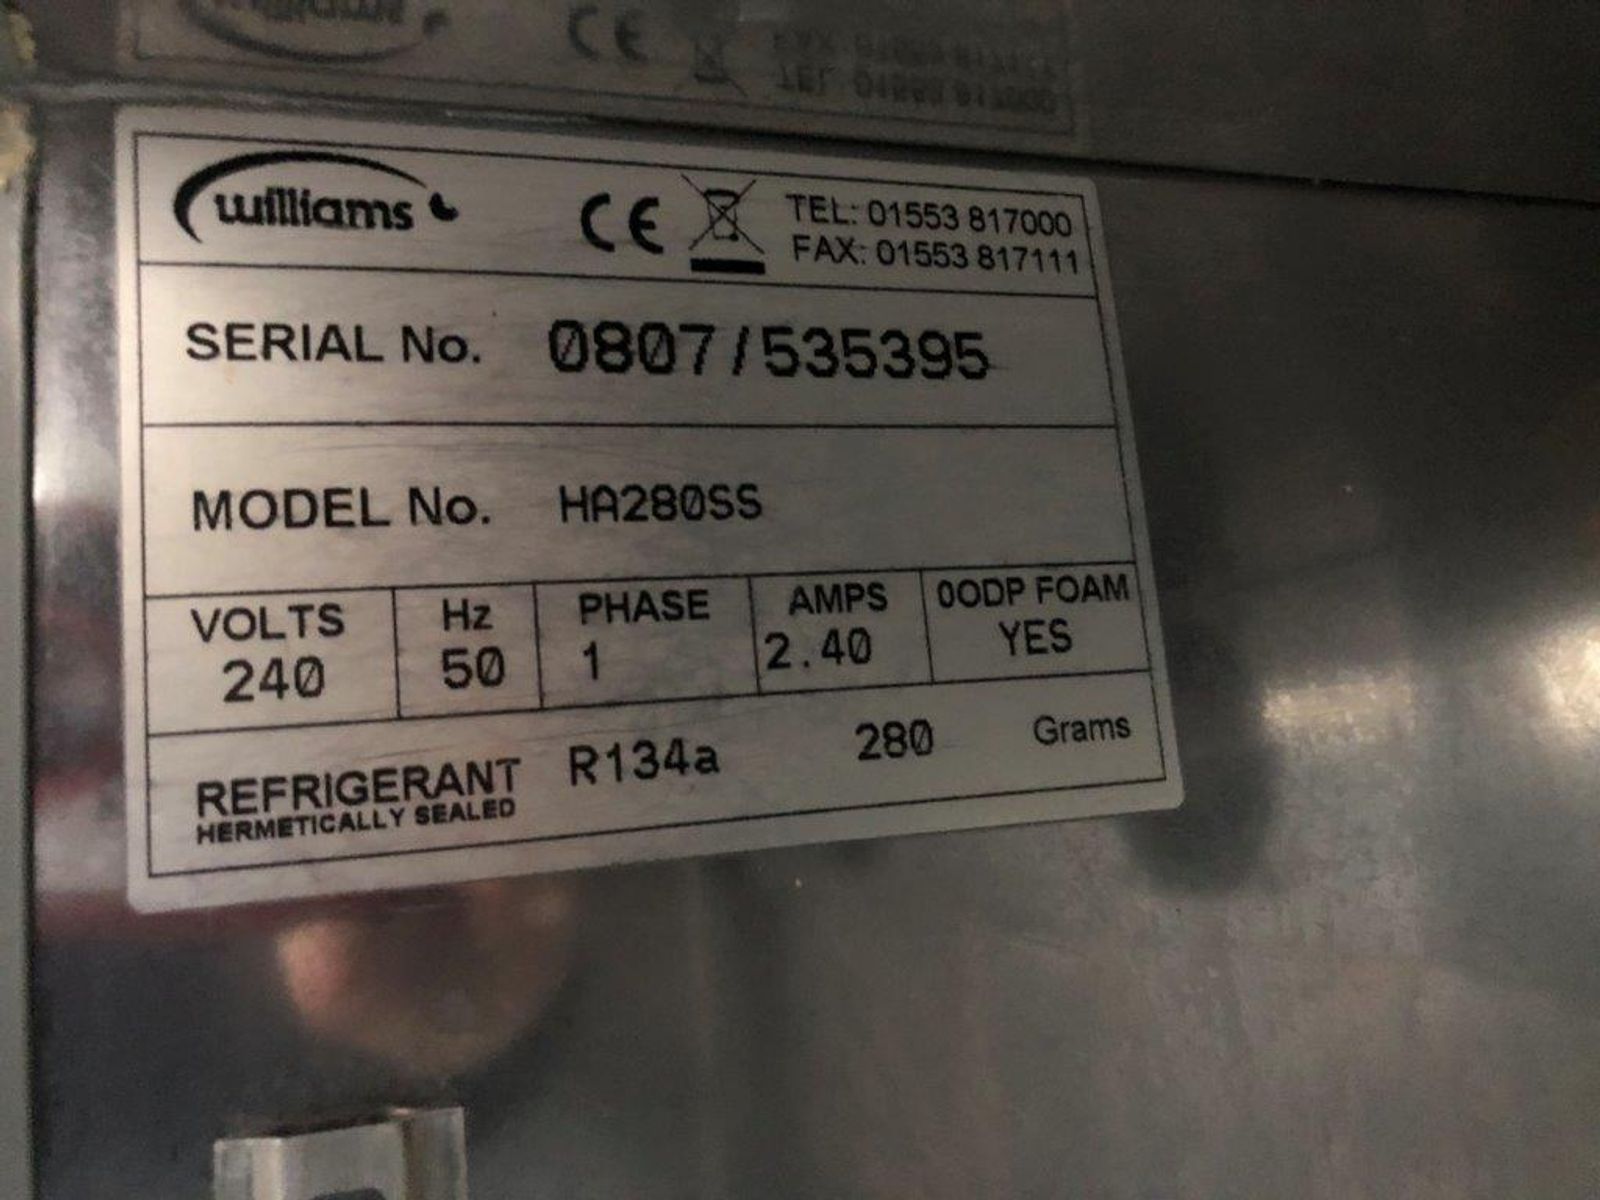 williams CE TEL: 01553 817000
FAX: 01553 817111
SERIAL No. 0807/535395
MODEL No. HA280SS
VOLTS Hz PHASE AMPS 0ODP FOAM
240 50 1 2.40 YES
REFRIGERANT R134a 280 Grams
HERMETICALLY SEALED